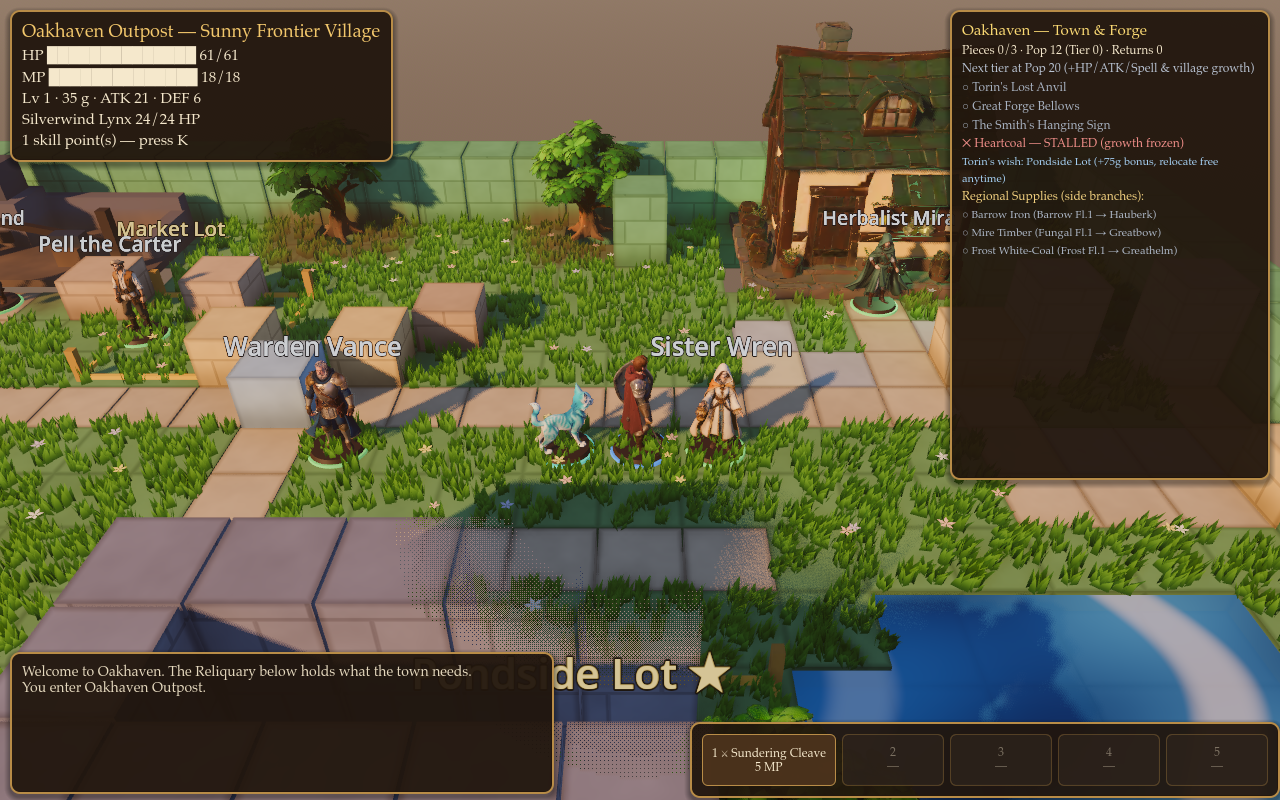 Oakhaven Outpost — Sunny Frontier Village
HP 61/61
MP 18/18
Lv 1 · 35 g · ATK 21 · DEF 6
Silverwind Lynx 24/24 HP
1 skill point(s) — press K
Oakhaven — Town & Forge
Pieces 0/3 · Pop 12 (Tier 0) · Returns 0
Next tier at Pop 20 (+HP/ATK/Spell & village growth)
○ Torin's Lost Anvil
○ Great Forge Bellows
○ The Smith's Hanging Sign
✕ Heartcoal — STALLED (growth frozen)
Torin's wish: Pondside Lot (+75g bonus, relocate free
anytime)
Regional Supplies (side branches):
○ Barrow Iron (Barrow Fl.1 → Hauberk)
○ Mire Timber (Fungal Fl.1 → Greatbow)
○ Frost White-Coal (Frost Fl.1 → Greathelm)
nd
Market Lot
Pell the Carter
Herbalist Mira
Warden Vance
Sister Wren
Pondside Lot ★
Welcome to Oakhaven. The Reliquary below holds what the town needs.
You enter Oakhaven Outpost.
1 ⚔ Sundering Cleave
5 MP
2
—
3
—
4
—
5
—